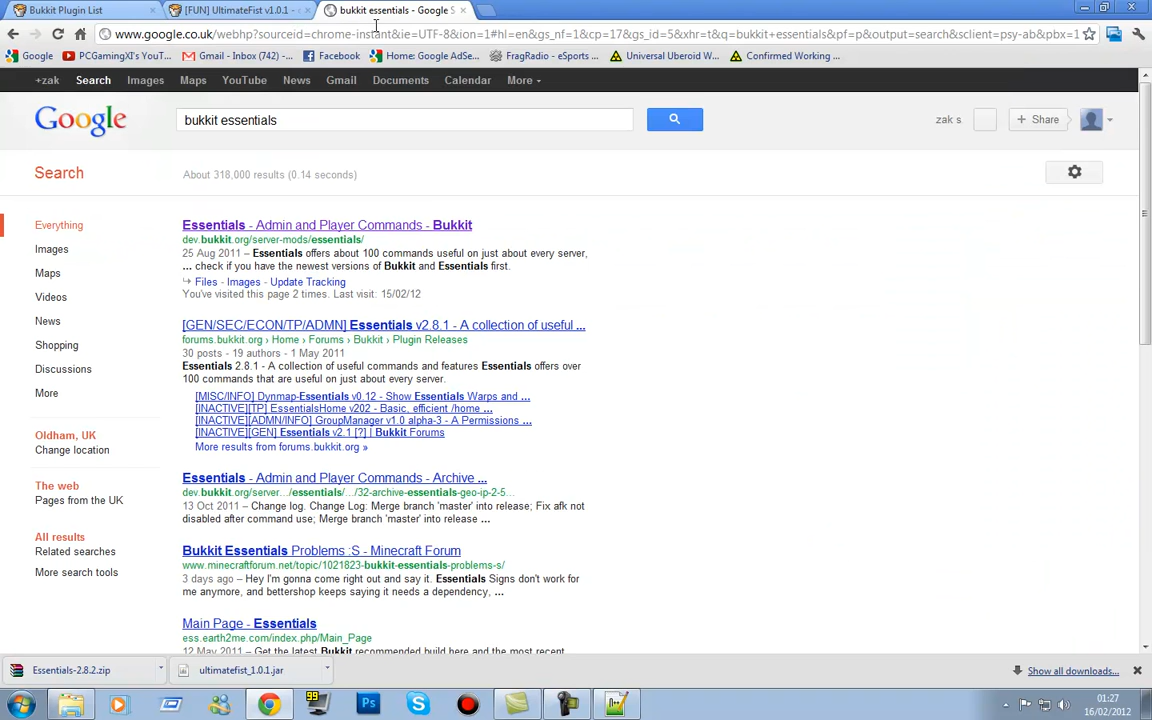 Bukkit Plugin List
[FUN] UltimateFist v1.0.1 -
bukkit essentials - Google S
www.google.co.uk/webhp?sourceid=chrome-instant&ie=UTF-8&ion=1#hl=en&gs_nf=1&cp=17&gs_id=5&xhr=t&q=bukkit+essentials&pf=p&output=search&sclient=psy-ab&pbx=1
Google
PCGamingXI's YouT...
Gmail - Inbox (742) -...
Facebook
Home: Google AdSe...
FragRadio - eSports ...
Universal Uberoid W...
Confirmed Working ...
+zak Search Images Maps YouTube News Gmail Documents Calendar More
Google
bukkit essentials
zak s
+ Share
Search
About 318,000 results (0.14 seconds)
Everything
Images
Maps
Videos
News
Shopping
Discussions
More
Oldham, UK
Change location
The web
Pages from the UK
All results
Related searches
More search tools
Essentials - Admin and Player Commands - Bukkit
dev.bukkit.org/server-mods/essentials/
25 Aug 2011 – Essentials offers about 100 commands useful on just about every server,
... check if you have the newest versions of Bukkit and Essentials first.
Files - Images - Update Tracking
You've visited this page 2 times. Last visit: 15/02/12
[GEN/SEC/ECON/TP/ADMN] Essentials v2.8.1 - A collection of useful ...
forums.bukkit.org › Home › Forums › Bukkit › Plugin Releases
30 posts - 19 authors - 1 May 2011
Essentials 2.8.1 - A collection of useful commands and features Essentials offers over
100 commands that are useful on just about every server.
[MISC/INFO] Dynmap-Essentials v0.12 - Show Essentials Warps and ...
[INACTIVE][TP] EssentialsHome v202 - Basic, efficient /home ...
[INACTIVE][ADMN/INFO] GroupManager v1.0 alpha-3 - A Permissions ...
[INACTIVE][GEN] Essentials v2.1 [?] | Bukkit Forums
More results from forums.bukkit.org »
Essentials - Admin and Player Commands - Archive ...
dev.bukkit.org/server.../essentials/.../32-archive-essentials-geo-ip-2-5...
13 Oct 2011 – Change log. Change Log: Merge branch 'master' into release; Fix afk not
disabled after command use; Merge branch 'master' into release ...
Bukkit Essentials Problems :S - Minecraft Forum
www.minecraftforum.net/topic/1021823-bukkit-essentials-problems-s/
3 days ago – Hey I'm gonna come right out and say it. Essentials Signs don't work for
me anymore, and bettershop keeps saying it needs a dependency, ...
Main Page - Essentials
ess.earth2me.com/index.php/Main_Page
12 May 2011 – Get the latest Bukkit recommended build here and the most recent
Essentials-2.8.2.zip
ultimatefist_1.0.1.jar
Show all downloads...
99
Ps
01:27
16/02/2012